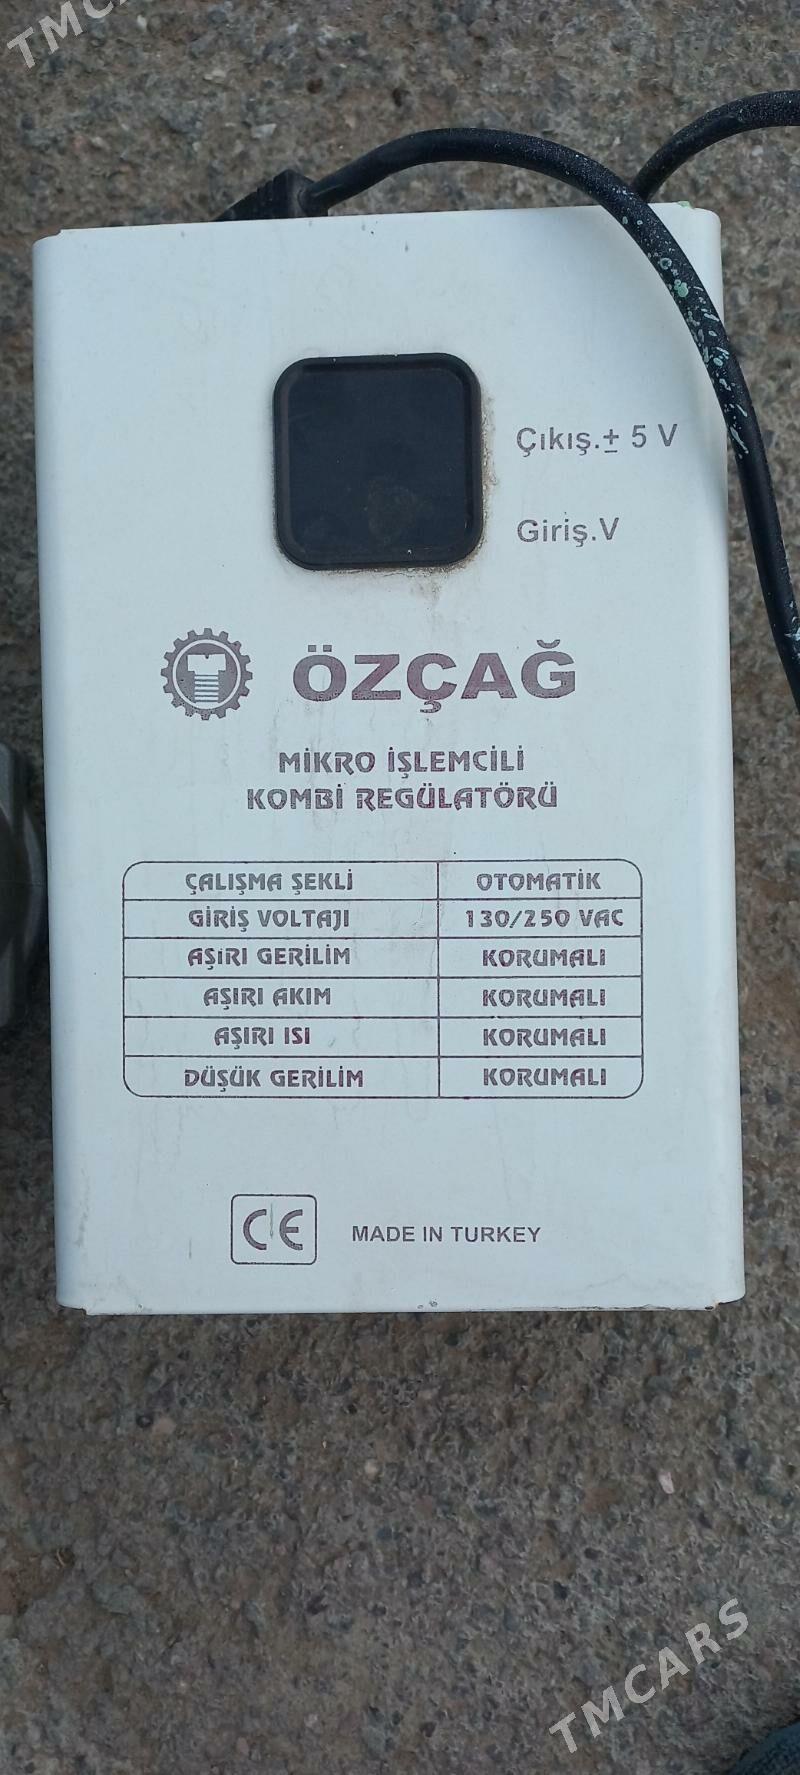 TMCARS
Çıkış.± 5 V
Giriş.V
ÖZÇAĞ
MİKRO İŞLEMCİLİ
KOMBİ REGÜLATÖRÜ
ÇALIŞMA ŞEKLİ OTOMATİK
GİRİŞ VOLTAJI 130/250 VAC
AŞIRI GERİLİM KORUMALI
AŞIRI AKIM KORUMALI
AŞIRI ISI KORUMALI
DÜŞÜK GERİLİM KORUMALI
CE MADE IN TURKEY
TMCARS